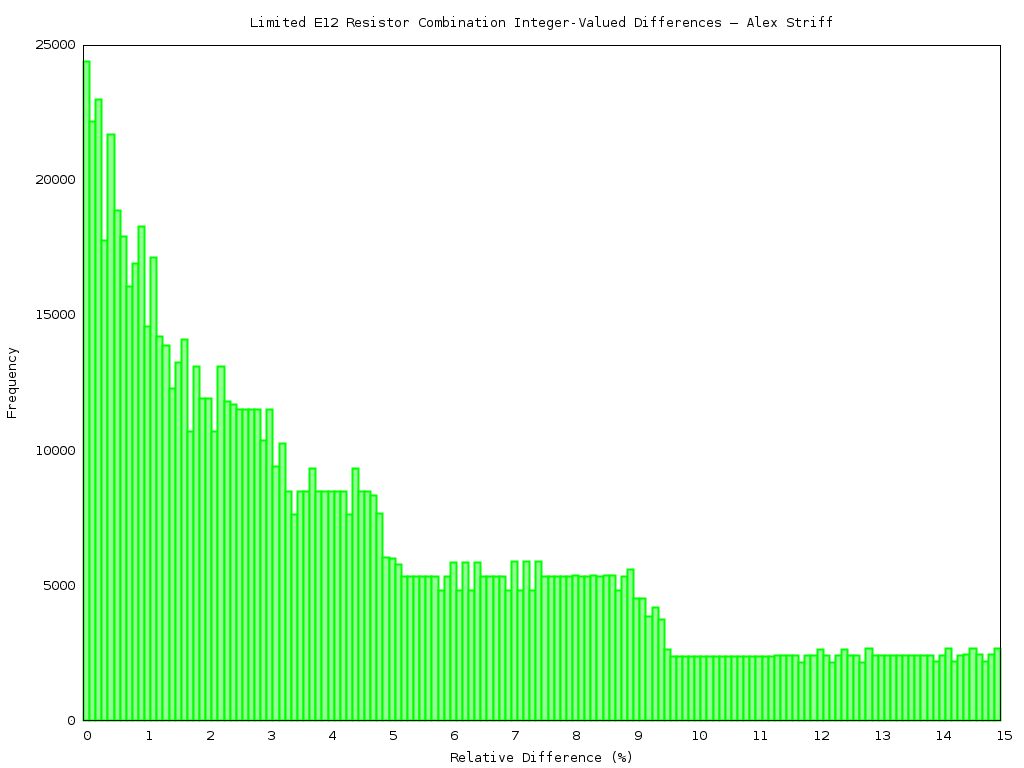 Limited E12 Resistor Combination Integer-Valued Differences — Alex Striff
25000
20000
15000
10000
5000
0
Frequency
0 1 2 3 4 5 6 7 8 9 10 11 12 13 14 15
Relative Difference (%)